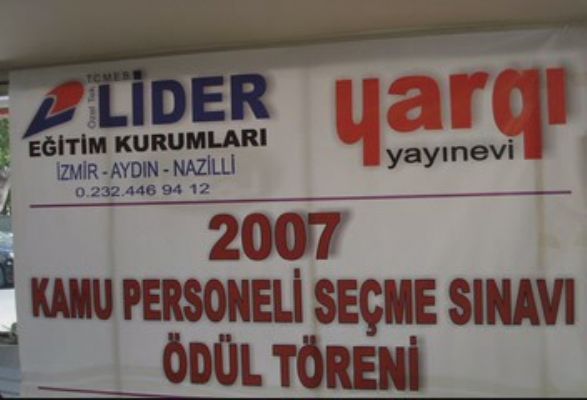 T.C.M.E.B.
Özel Tek
LİDER
EĞİTİM KURUMLARI
İZMİR - AYDIN - NAZİLLİ
0.232.446 94 12
yargı
yayınevi
2007
KAMU PERSONELİ SEÇME SINAVI
ÖDÜL TÖRENİ